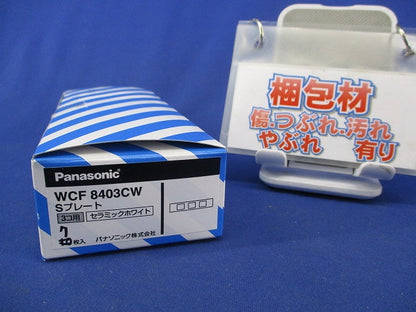 梱包材
傷.つぶれ.汚れ
やぶれ 有り
Panasonic
WCF 8403CW
Sプレート
3コ用 セラミックホワイト
枚入
パナソニック株式会社